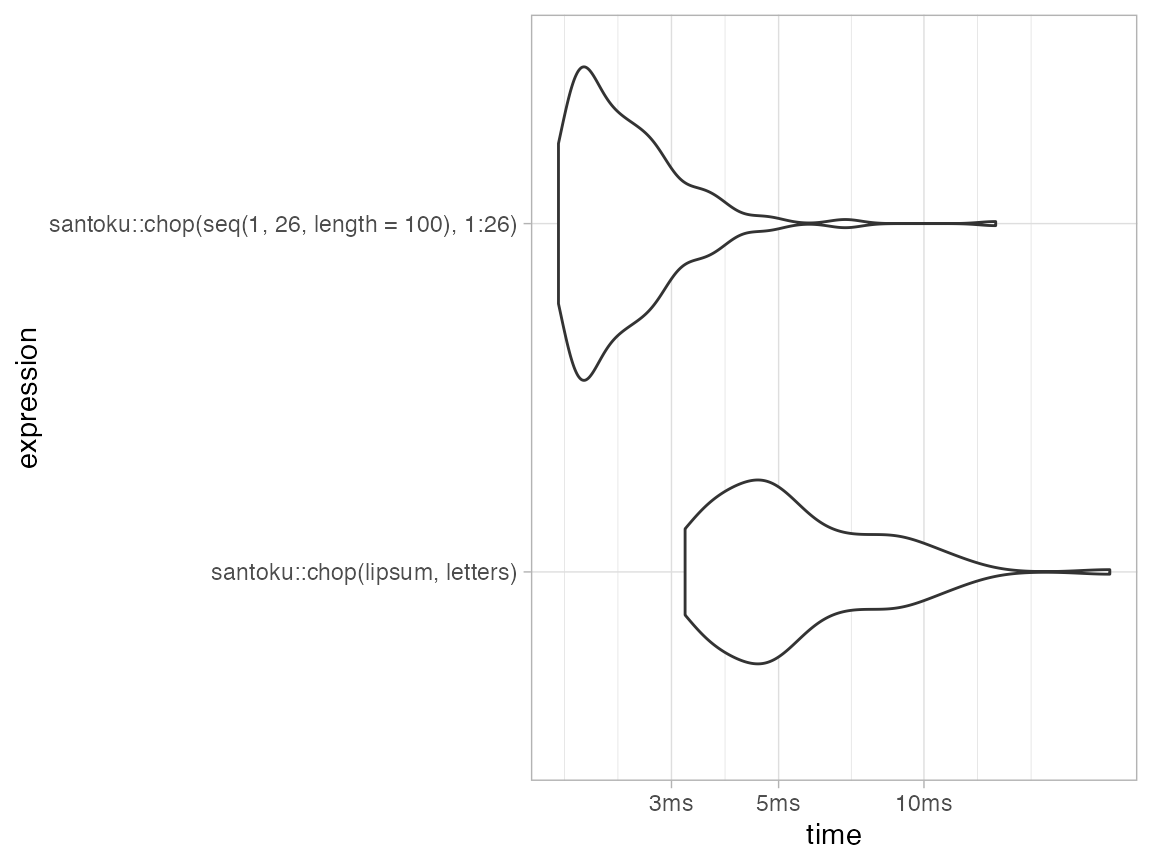 expression
santoku::chop(seq(1, 26, length = 100), 1:26)
santoku::chop(lipsum, letters)
3ms 5ms 10ms
time